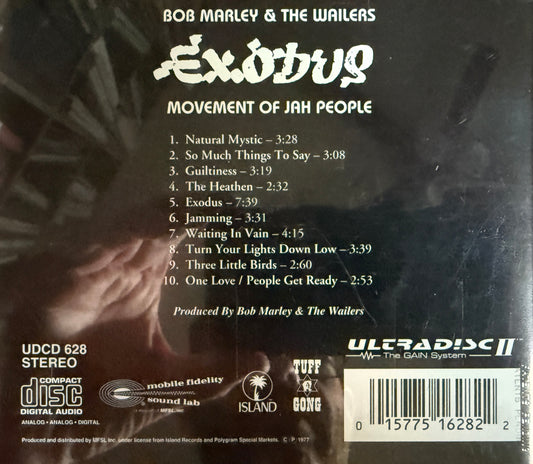 BOB MARLEY & THE WAILERS
EXODUS
MOVEMENT OF JAH PEOPLE
1. Natural Mystic – 3:28
2. So Much Things To Say – 3:08
3. Guiltiness – 3:19
4. The Heathen – 2:32
5. Exodus – 7:39
6. Jamming – 3:31
7. Waiting In Vain – 4:15
8. Turn Your Lights Down Low – 3:39
9. Three Little Birds – 2:60
10. One Love / People Get Ready – 2:53
Produced By Bob Marley & The Wailers
UDCD 628
STEREO
ULTRADISC II
The GAIN System
COMPACT
disc
DIGITAL AUDIO
ANALOG • ANALOG • DIGITAL
mobile fidelity
sound lab
ISLAND
TUFF
GONG
0 15775 16282 2
Produced and distributed by MFSL Inc. under license from Island Records and Polygram Special Markets. © ℗ 1977